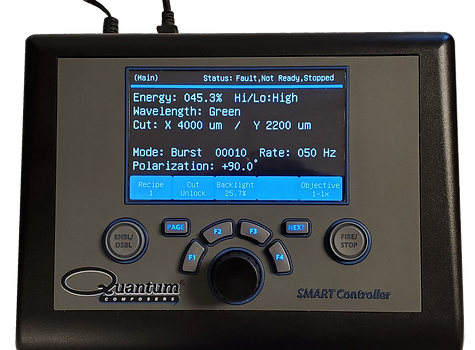 (Main) Status: Fault,Not Ready,Stopped
Energy: 045.3% Hi/Lo:High
Wavelength: Green
Cut: X 4000 um / Y 2200 um
Mode: Burst 00010 Rate: 050 Hz
Polarization: +90.0°
Recipe Cut Backlight Objective
1 Unlock 25.7% 1-1x
ENBL/ DSBL
PAGE
F1
F2
F3
F4
NEXT
FIRE/ STOP
Quantum
COMPOSERS
SMART Controller